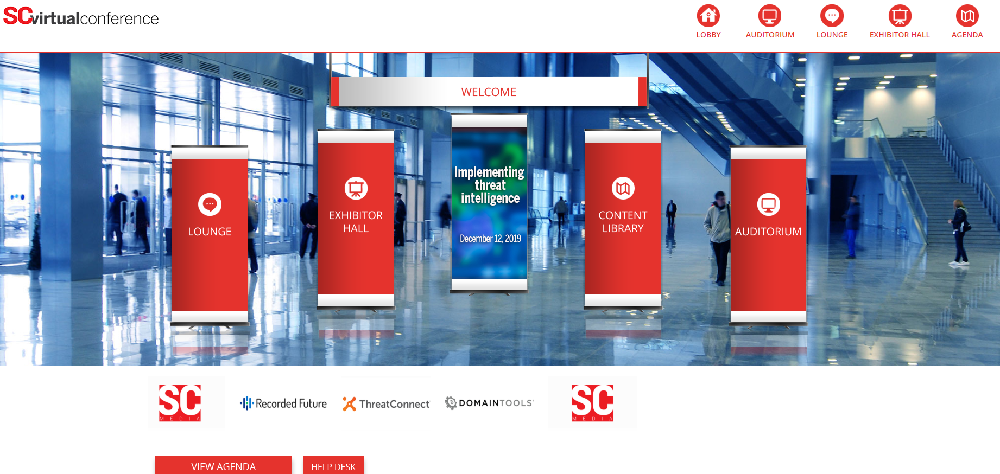 SCvirtualconference
LOBBY
AUDITORIUM
LOUNGE
EXHIBITOR HALL
AGENDA
WELCOME
LOUNGE
EXHIBITOR
HALL
Implementing
threat
intelligence
December 12, 2019
CONTENT
LIBRARY
AUDITORIUM
SC
MEDIA
Recorded Future
ThreatConnect
DOMAINTOOLS
SC
MEDIA
VIEW AGENDA
HELP DESK